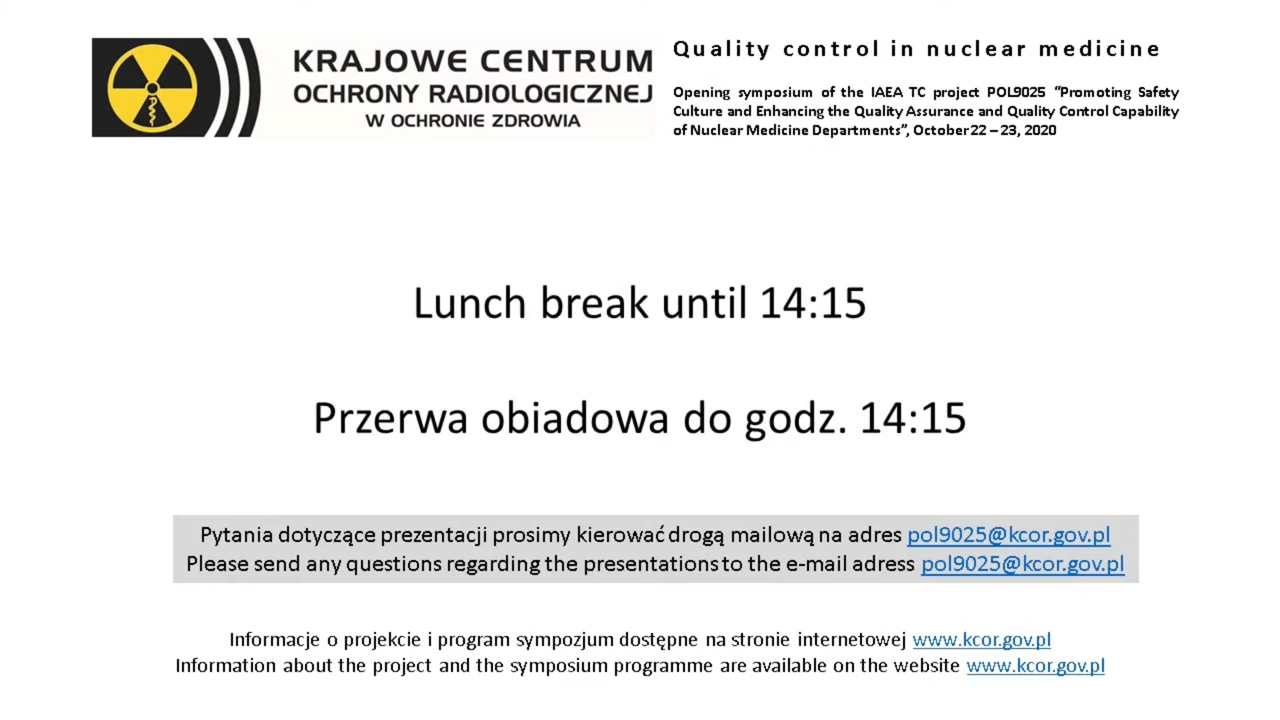 KRAJOWE CENTRUM
OCHRONY RADIOLOGICZNEJ
W OCHRONIE ZDROWIA
Quality control in nuclear medicine
Opening symposium of the IAEA TC project POL9025 “Promoting Safety
Culture and Enhancing the Quality Assurance and Quality Control Capability
of Nuclear Medicine Departments”, October 22 – 23, 2020
Lunch break until 14:15
Przerwa obiadowa do godz. 14:15
Pytania dotyczące prezentacji prosimy kierować drogą mailową na adres pol9025@kcor.gov.pl
Please send any questions regarding the presentations to the e-mail adress pol9025@kcor.gov.pl
Informacje o projekcie i program sympozjum dostępne na stronie internetowej www.kcor.gov.pl
Information about the project and the symposium programme are available on the website www.kcor.gov.pl